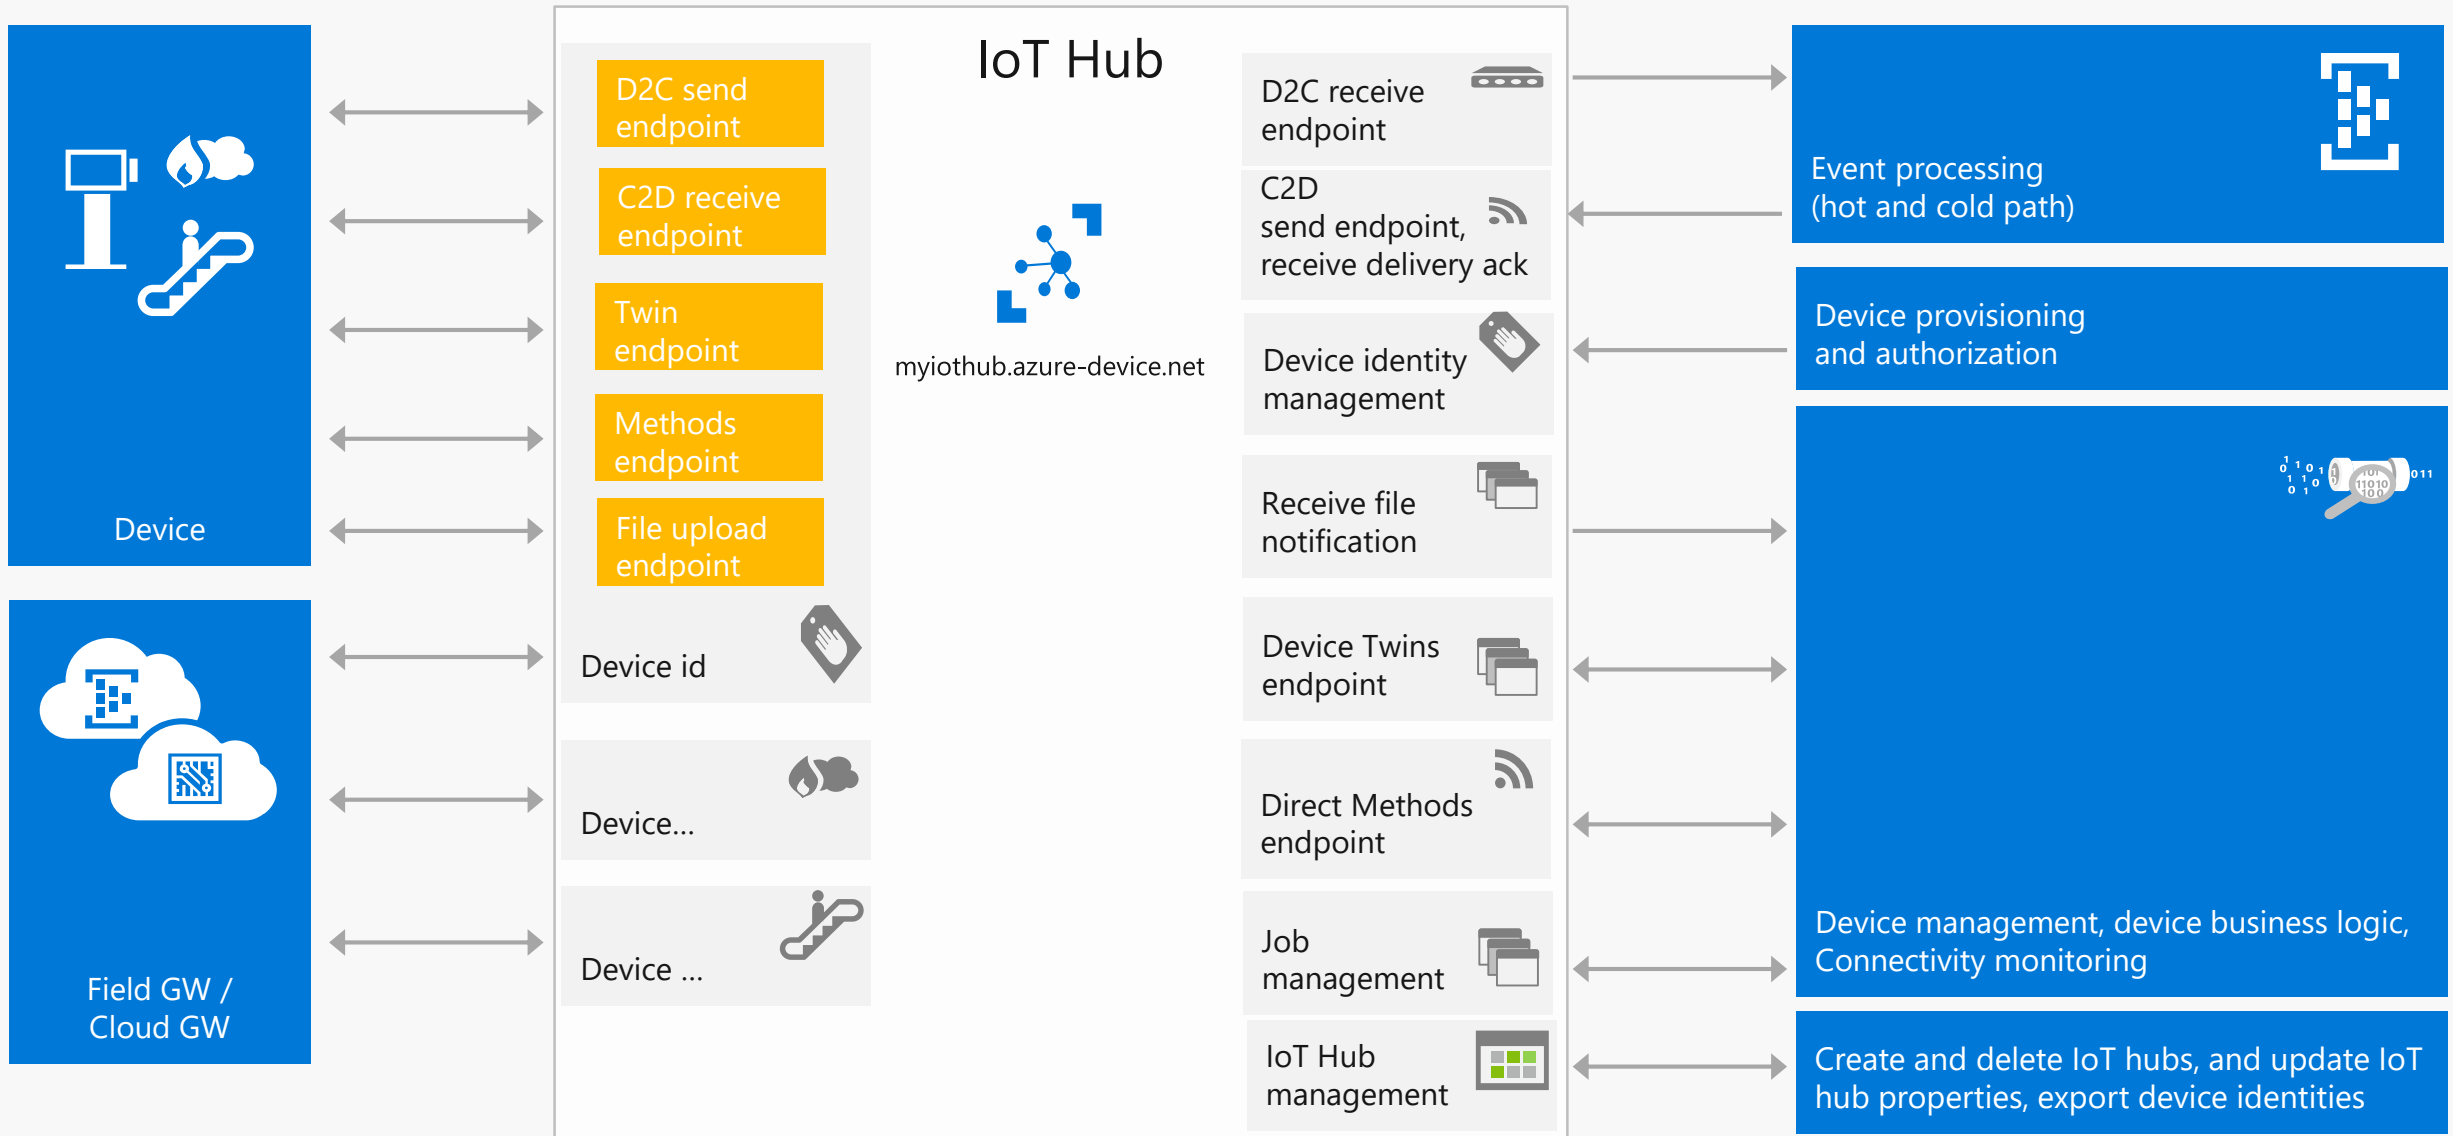 IoT Hub
D2C send
endpoint
C2D receive
endpoint
Twin
endpoint
Methods
endpoint
File upload
endpoint
Device id
Device...
Device ...
Device
Field GW /
Cloud GW
myiothub.azure-device.net
D2C receive
endpoint
C2D
send endpoint,
receive delivery ack
Device identity
management
Receive file
notification
Device Twins
endpoint
Direct Methods
endpoint
Job
management
IoT Hub
management
Event processing
(hot and cold path)
Device provisioning
and authorization
Device management, device business logic,
Connectivity monitoring
Create and delete IoT hubs, and update IoT
hub properties, export device identities
011
11010
100